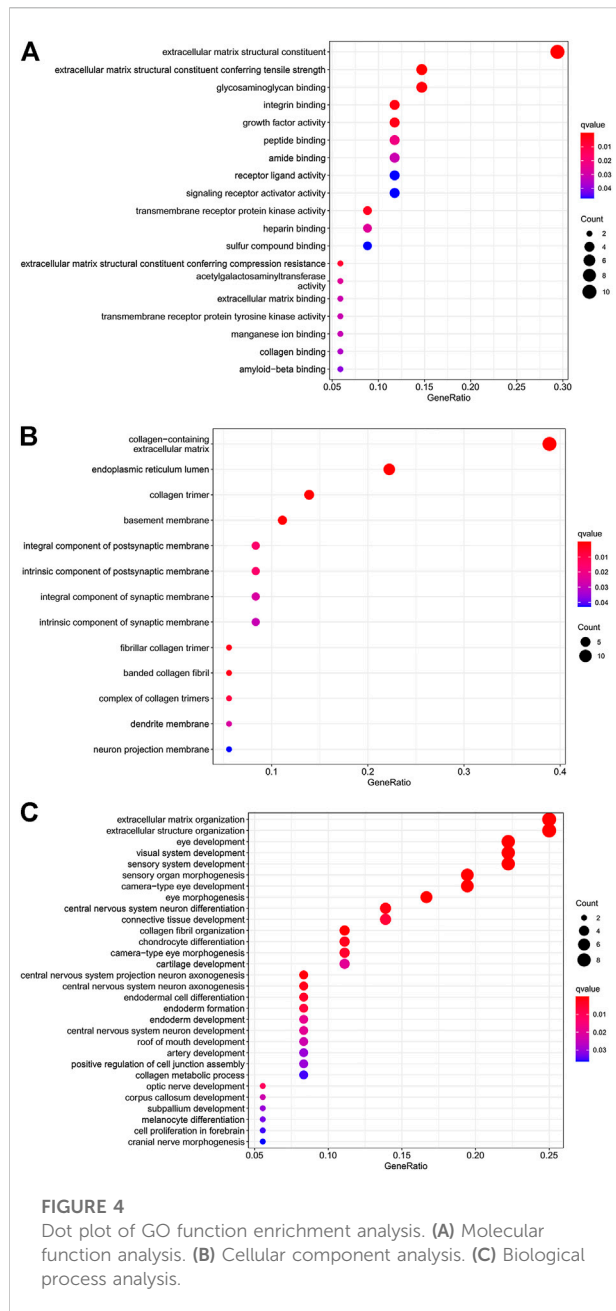 A
extracellular matrix structural constituent
extracellular matrix structural constituent conferring tensile strength
glycosaminoglycan binding
integrin binding
growth factor activity
peptide binding
amide binding
receptor ligand activity
signaling receptor activator activity
transmembrane receptor protein kinase activity
heparin binding
sulfur compound binding
extracellular matrix structural constituent conferring compression resistance
acetylgalactosaminyltransferase
activity
extracellular matrix binding
transmembrane receptor protein tyrosine kinase activity
manganese ion binding
collagen binding
amyloid-beta binding
0.05 0.10 0.15 0.20 0.25 0.30
GeneRatio
qvalue
0.01
0.02
0.03
0.04
Count
2
4
6
8
10
B
collagen-containing
extracellular matrix
endoplasmic reticulum lumen
collagen trimer
basement membrane
integral component of postsynaptic membrane
intrinsic component of postsynaptic membrane
integral component of synaptic membrane
intrinsic component of synaptic membrane
fibrillar collagen trimer
banded collagen fibril
complex of collagen trimers
dendrite membrane
neuron projection membrane
0.1 0.2 0.3 0.4
GeneRatio
qvalue
0.01
0.02
0.03
0.04
Count
5
10
C
extracellular matrix organization
extracellular structure organization
eye development
visual system development
sensory system development
sensory organ morphogenesis
camera-type eye development
eye morphogenesis
central nervous system neuron differentiation
connective tissue development
collagen fibril organization
chondrocyte differentiation
camera-type eye morphogenesis
cartilage development
central nervous system projection neuron axonogenesis
central nervous system neuron axonogenesis
endodermal cell differentiation
endoderm formation
endoderm development
central nervous system neuron development
roof of mouth development
artery development
positive regulation of cell junction assembly
collagen metabolic process
optic nerve development
corpus callosum development
subpallium development
melanocyte differentiation
cell proliferation in forebrain
cranial nerve morphogenesis
0.05 0.10 0.15 0.20 0.25
GeneRatio
Count
2
4
6
8
qvalue
0.01
0.02
0.03
FIGURE 4
Dot plot of GO function enrichment analysis. (A) Molecular
function analysis. (B) Cellular component analysis. (C) Biological
process analysis.